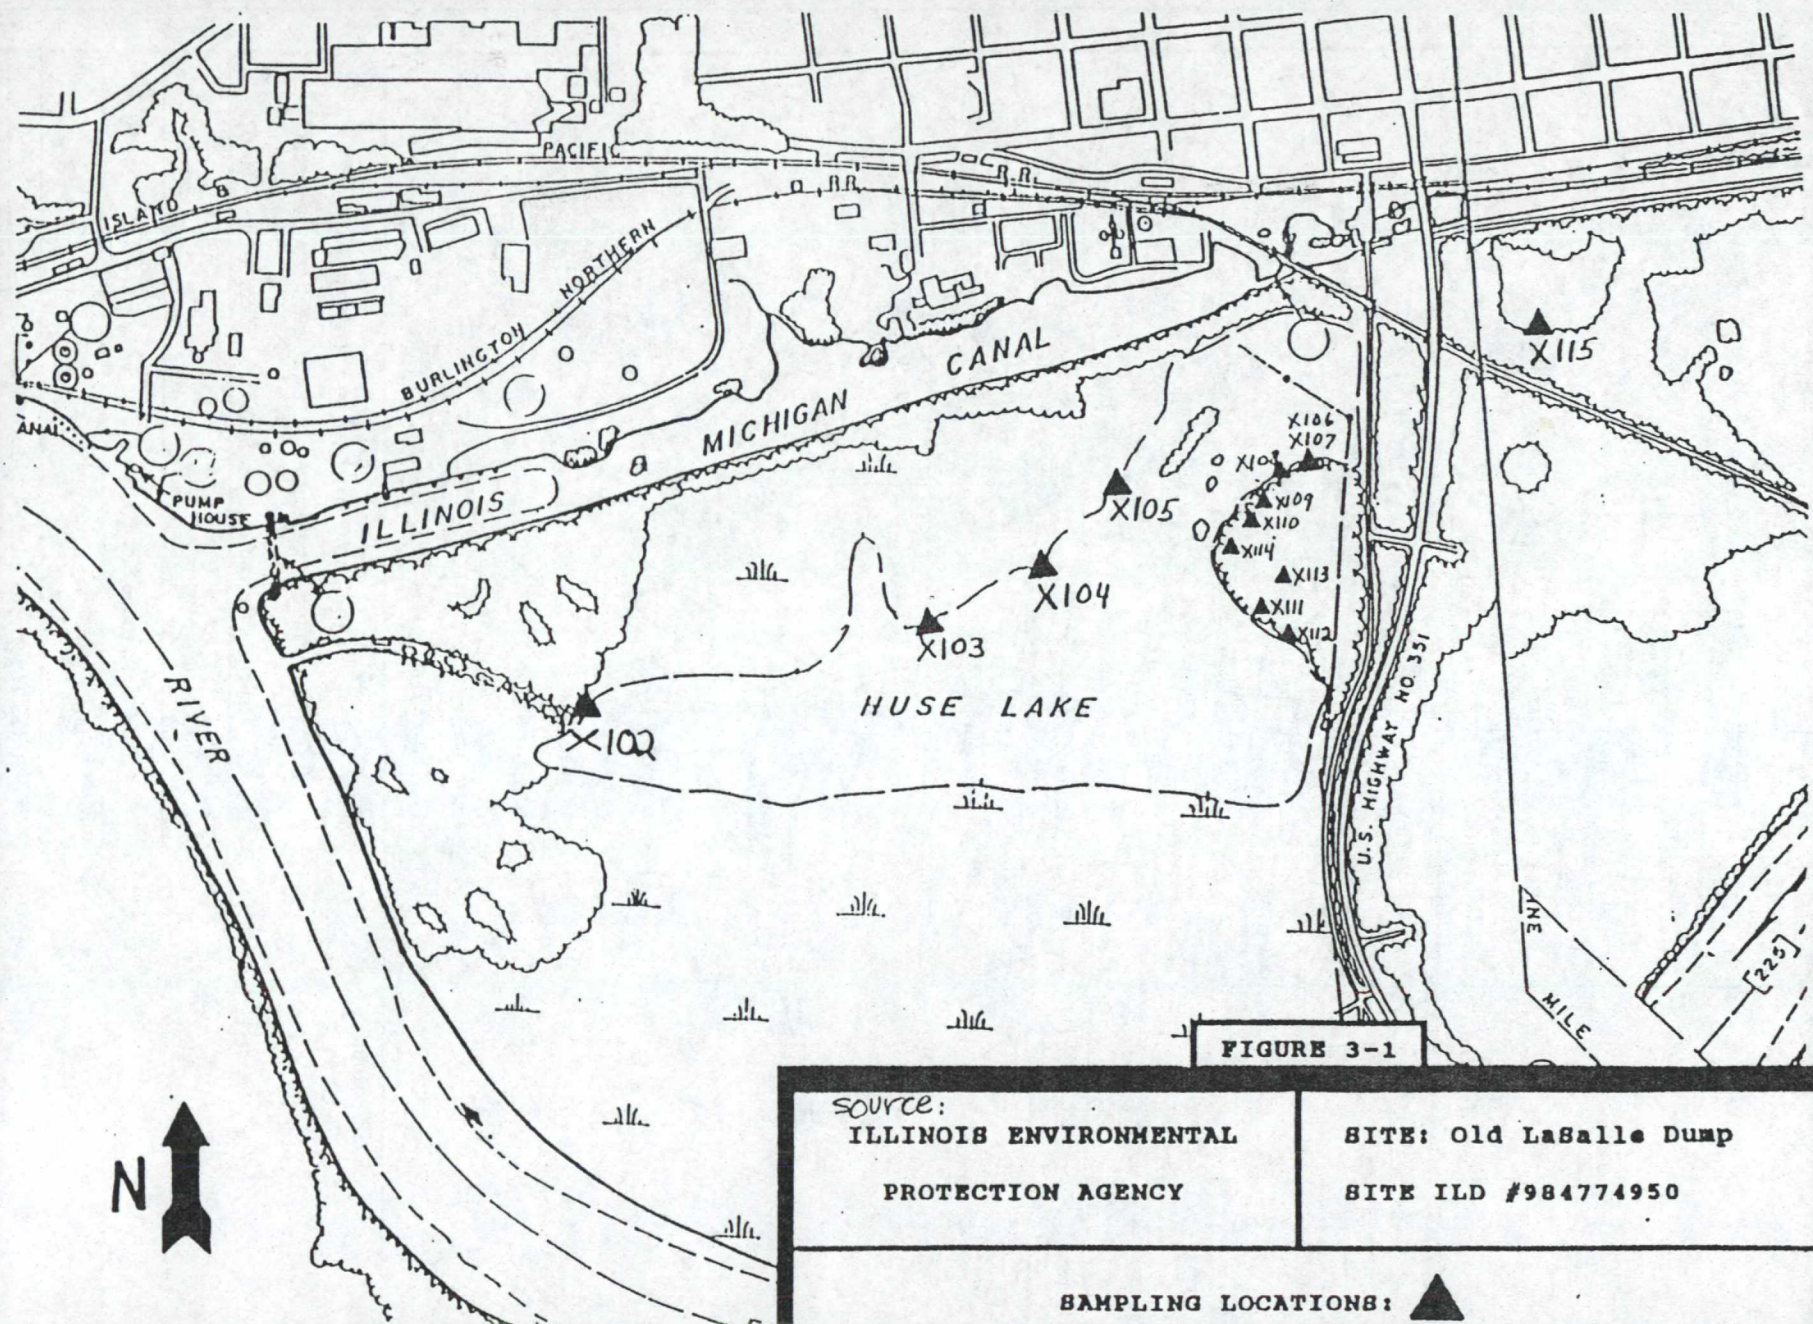 PACIFIC
R.R.
R.R.
ISLAND
NORTHERN
BURLINGTON
CANAL
MICHIGAN
ILLINOIS
X115
ANAL
PUMP
HOUSE
X106
X107
X109
X110
X105
X114
X104
X113
X111
X103
X112
RIVER
HUSE LAKE
X102
U.S. HIGHWAY NO. 351
INE
[225]
MILE
FIGURE 3-1
source:
ILLINOIS ENVIRONMENTAL
PROTECTION AGENCY
SITE: Old LaSalle Dump
SITE ILD #984774950
N
SAMPLING LOCATIONS: